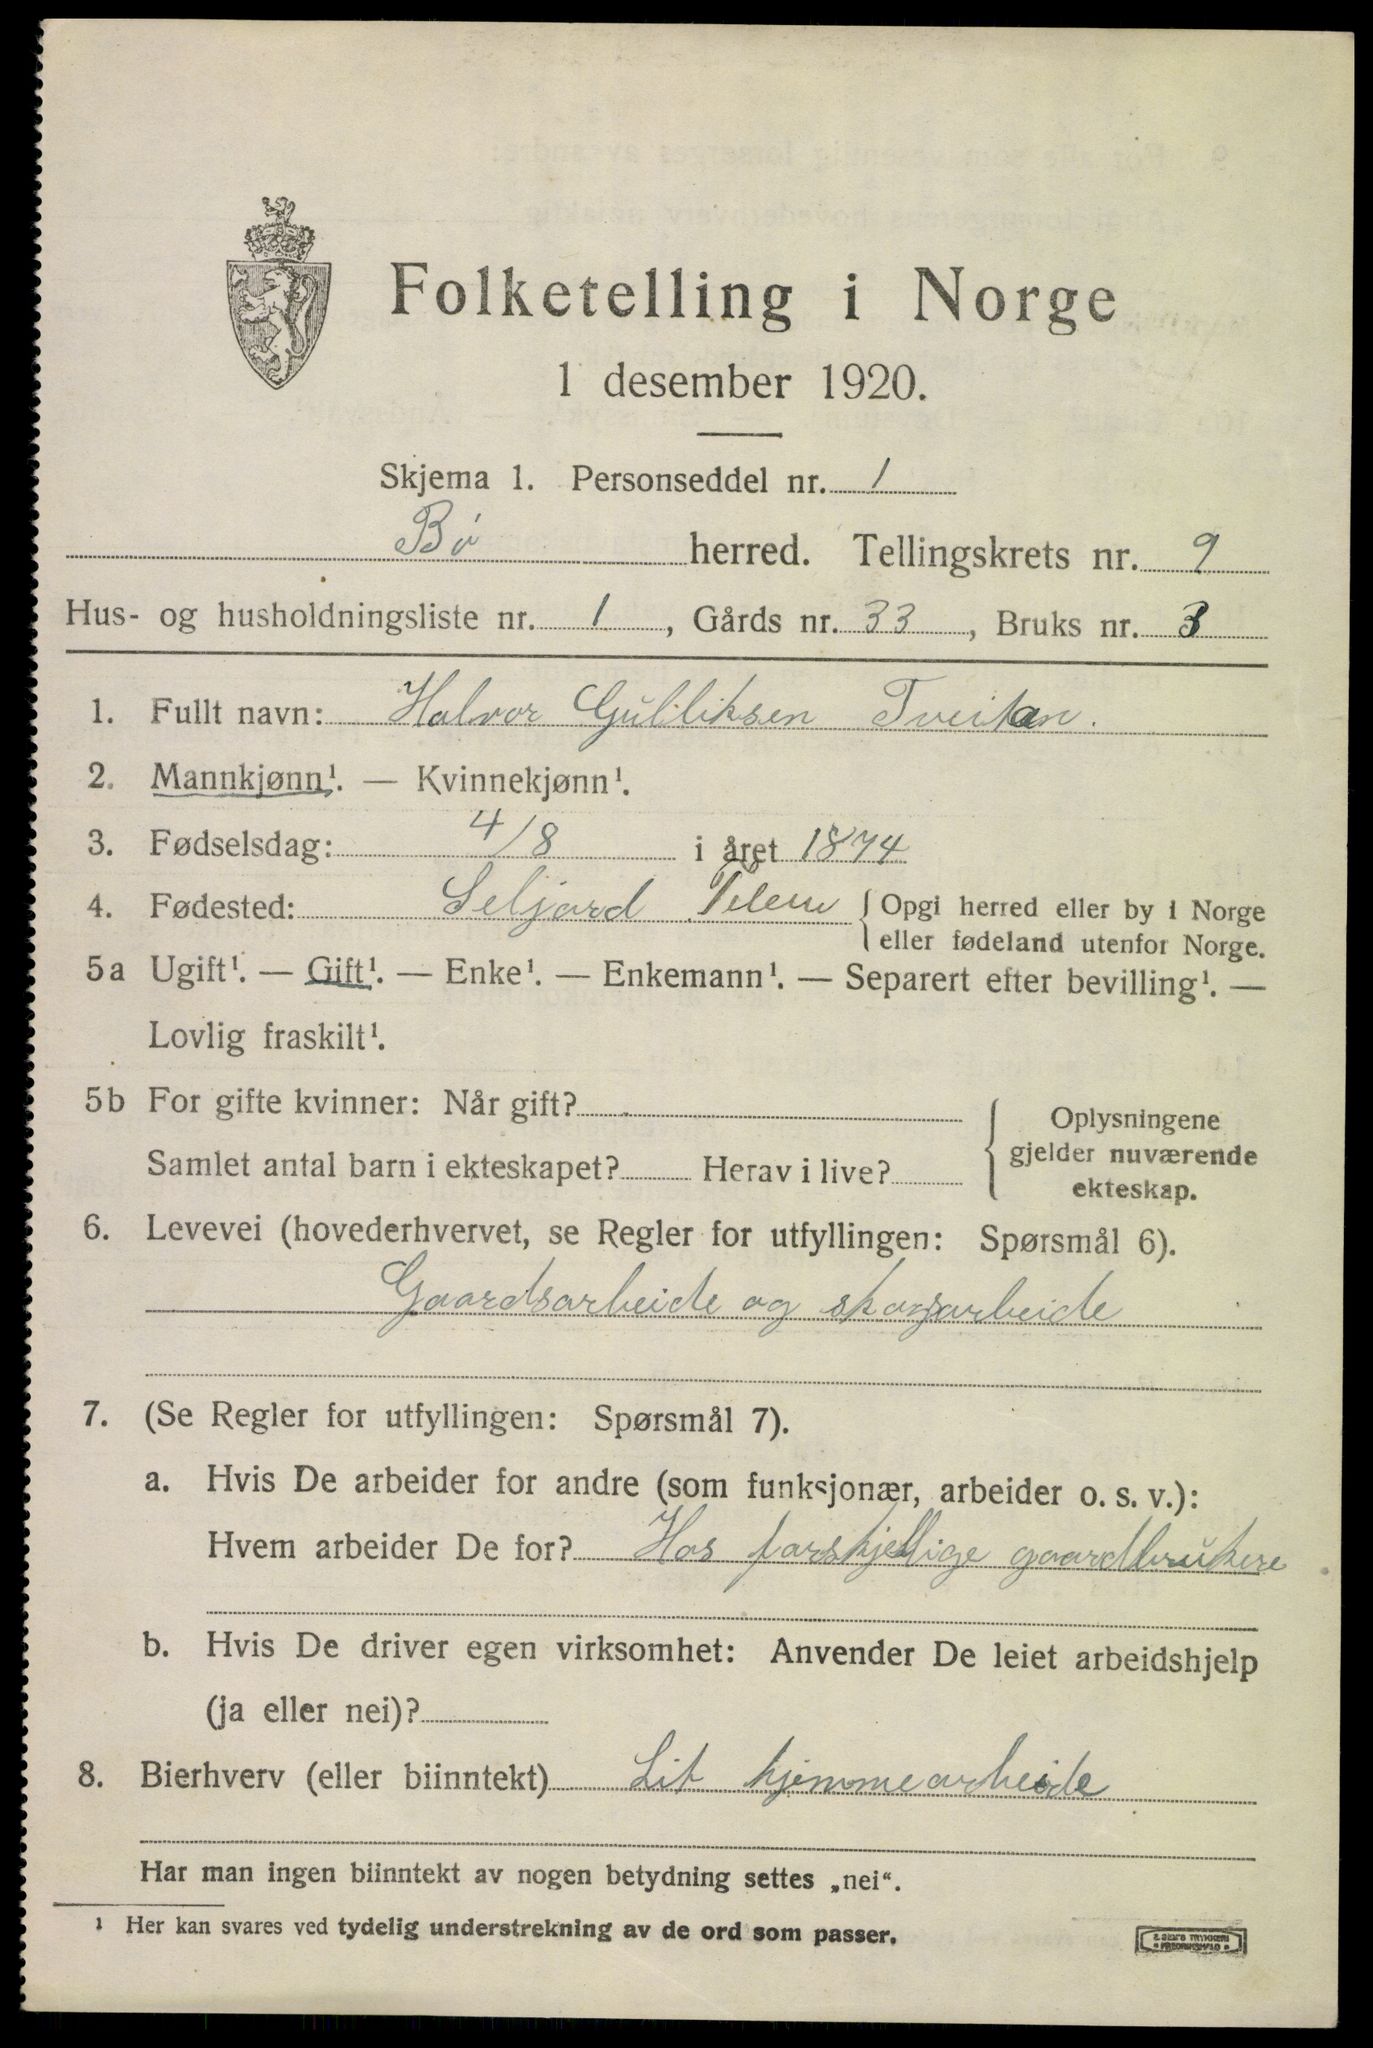 Folketelling i Norge
1 desember 1920.
Skjema 1. Personseddel nr. 1
Bø herred. Tellingskrets nr. 9
Hus- og husholdningsliste nr. 1, Gårds nr. 33, Bruks nr. 3
1. Fullt navn: Halvor Gulliksen Tveitan.
2. Mannkjønn¹. — Kvinnekjønn¹.
3. Fødselsdag: 4/8 i året 1874
4. Fødested: Seljord Telem { Opgi herred eller by i Norge
eller fødeland utenfor Norge.
5a Ugift¹. — Gift¹. — Enke¹. — Enkemann¹. — Separert efter bevilling¹. —
Lovlig fraskilt¹.
5b For gifte kvinner: Når gift?
Samlet antal barn i ekteskapet? Herav i live?
{ Oplysningene
gjelder nuværende
ekteskap.
6. Levevei (hovederhvervet, se Regler for utfyllingen: Spørsmål 6).
Gaardsarbeide og skogsarbeide
7. (Se Regler for utfyllingen: Spørsmål 7).
a. Hvis De arbeider for andre (som funksjonær, arbeider o. s. v.):
Hvem arbeider De for? Hos forskjellige gaardbrukere
b. Hvis De driver egen virksomhet: Anvender De leiet arbeidshjelp
(ja eller nei)?
8. Bierhverv (eller biinntekt) Lit hjemmearbeide
Har man ingen biinntekt av nogen betydning settes „nei“.
¹ Her kan svares ved tydelig understrekning av de ord som passer.